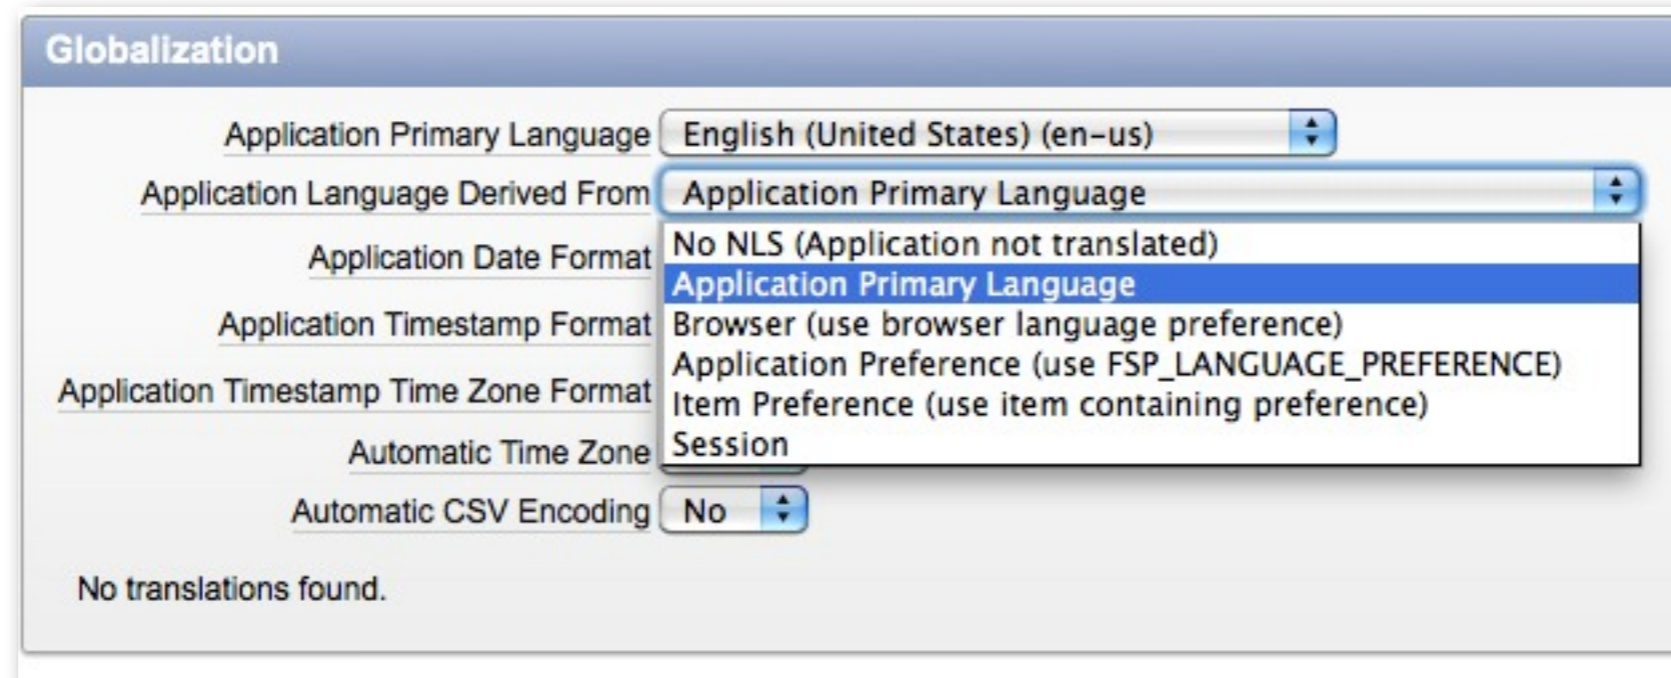 Globalization
Application Primary Language English (United States) (en-us)
Application Language Derived From Application Primary Language
No NLS (Application not translated)
Application Date Format
Application Primary Language
Application Timestamp Format Browser (use browser language preference)
Application Preference (use FSP_LANGUAGE_PREFERENCE)
Application Timestamp Time Zone Format Item Preference (use item containing preference)
Automatic Time Zone Session
Automatic CSV Encoding No
No translations found.